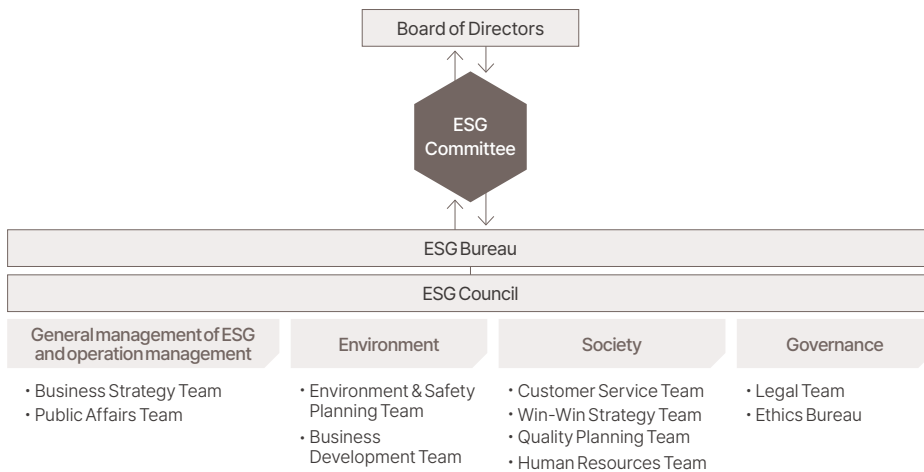 Board of Directors
ESG
Committee
ESG Bureau
ESG Council
General management of ESG
and operation management
• Business Strategy Team
• Public Affairs Team
Environment
• Environment & Safety
Planning Team
• Business
Development Team
Society
• Customer Service Team
• Win-Win Strategy Team
• Quality Planning Team
• Human Resources Team
Governance
• Legal Team
• Ethics Bureau